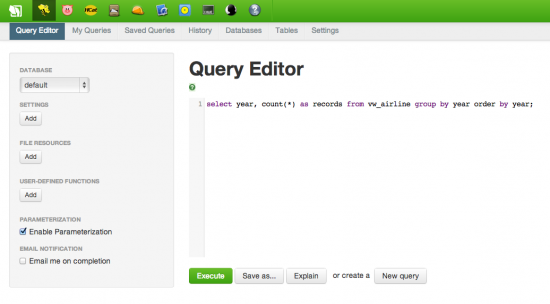 HCat
Query Editor My Queries Saved Queries History Databases Tables Settings
DATABASE
default
SETTINGS
Add
FILE RESOURCES
Add
USER-DEFINED FUNCTIONS
Add
PARAMETERIZATION
Enable Parameterization
EMAIL NOTIFICATION
Email me on completion
Query Editor
?
1 select year, count(*) as records from vw_airline group by year order by year;
Execute Save as... Explain or create a New query